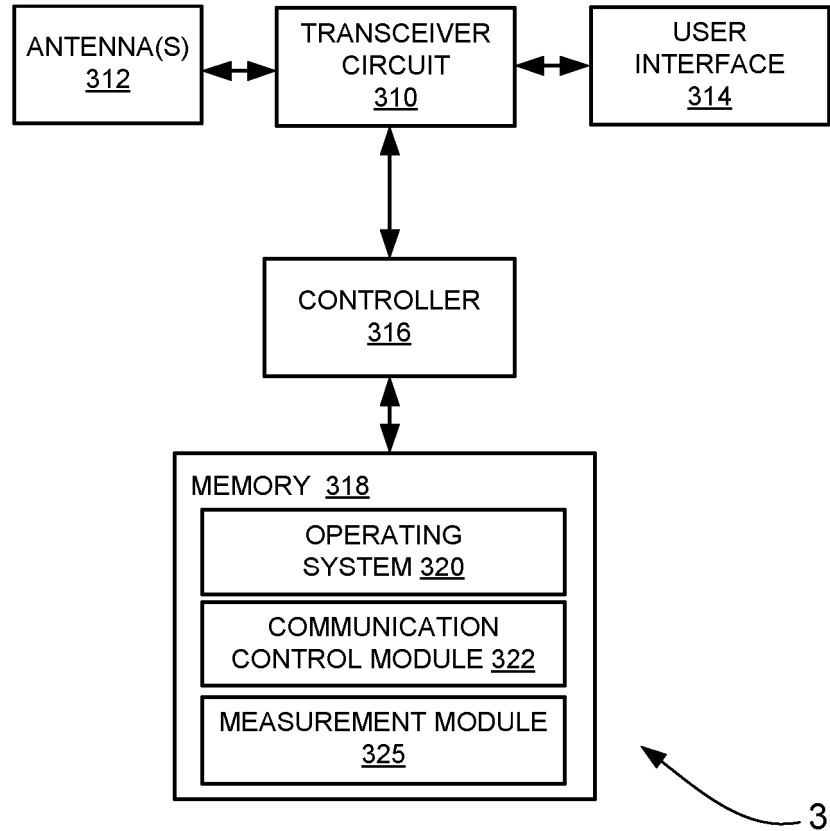 ANTENNA(S)
312
TRANSCEIVER
CIRCUIT
310
USER
INTERFACE
314
CONTROLLER
316
MEMORY 318
OPERATING
SYSTEM 320
COMMUNICATION
CONTROL MODULE 322
MEASUREMENT MODULE
325
3